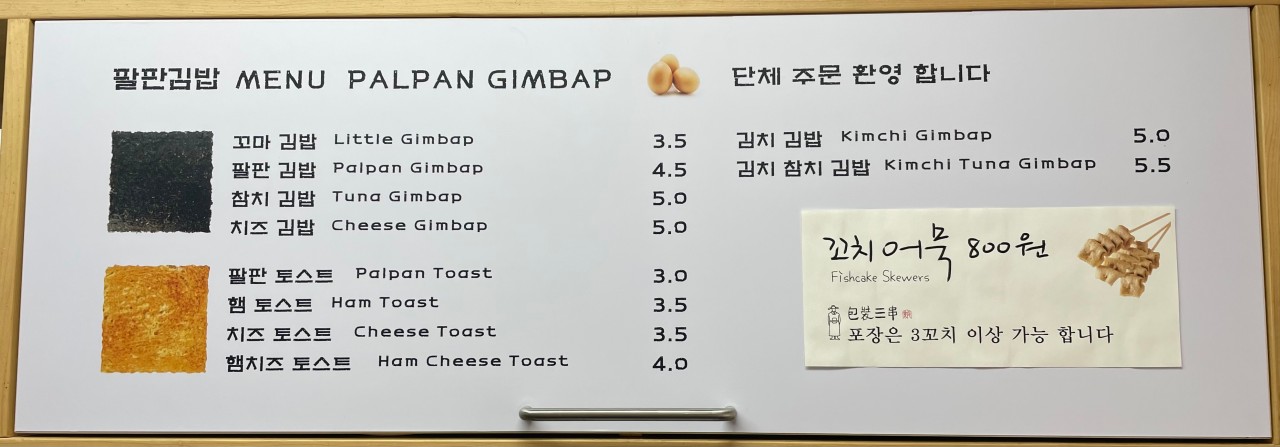 팔판김밥 MENU PALPAN GIMBAP
꼬마 김밥 Little Gimbap 3.5
팔판 김밥 Palpan Gimbap 4.5
참치 김밥 Tuna Gimbap 5.0
치즈 김밥 Cheese Gimbap 5.0
팔판 토스트 Palpan Toast 3.0
햄 토스트 Ham Toast 3.5
치즈 토스트 Cheese Toast 3.5
햄치즈 토스트 Ham Cheese Toast 4.0
단체 주문 환영 합니다
김치 김밥 Kimchi Gimbap 5.0
김치 참치 김밥 Kimchi Tuna Gimbap 5.5
꼬치어묵 800원
Fishcake Skewers
包裝三串
포장은 3꼬치 이상 가능 합니다